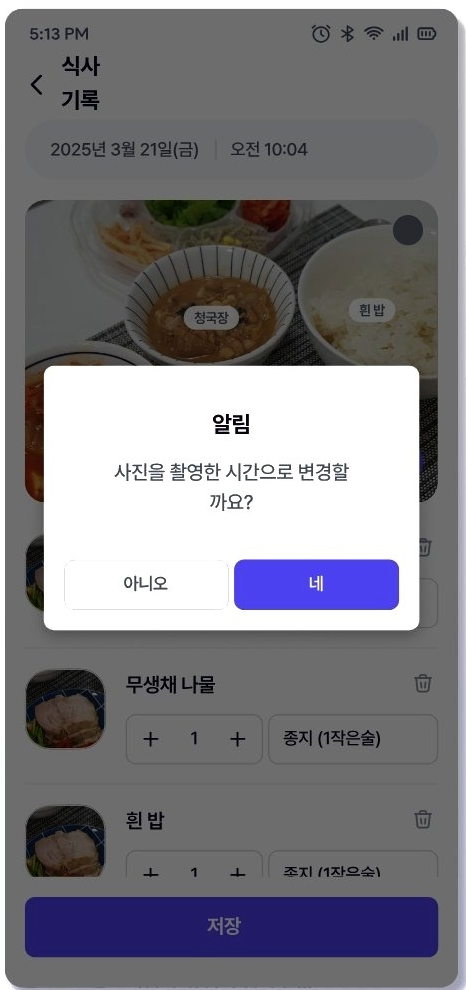 5:13 PM
식사
기록
2025년 3월 21일(금) 오전 10:04
청국장
흰 밥
알림
사진을 촬영한 시간으로 변경할
까요?
아니오 네
무생채 나물
+ 1 + 종지 (1작은술)
흰 밥
+ 1 + 종지 (1작은술)
저장